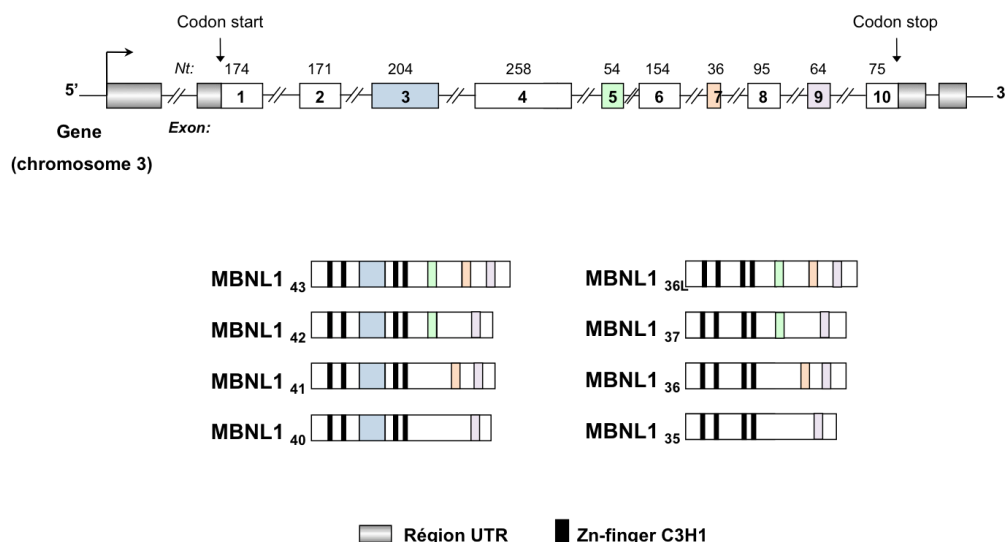 Codon start Codon stop
Nt: 174 171 204 258 54 154 36 95 64 75
5’ 1 2 3 4 5 6 7 8 9 10 3
Gene Exon:
(chromosome 3)
MBNL1 43 MBNL1 36L
MBNL1 42 MBNL1 37
MBNL1 41 MBNL1 36
MBNL1 40 MBNL1 35
Région UTR Zn-finger C3H1